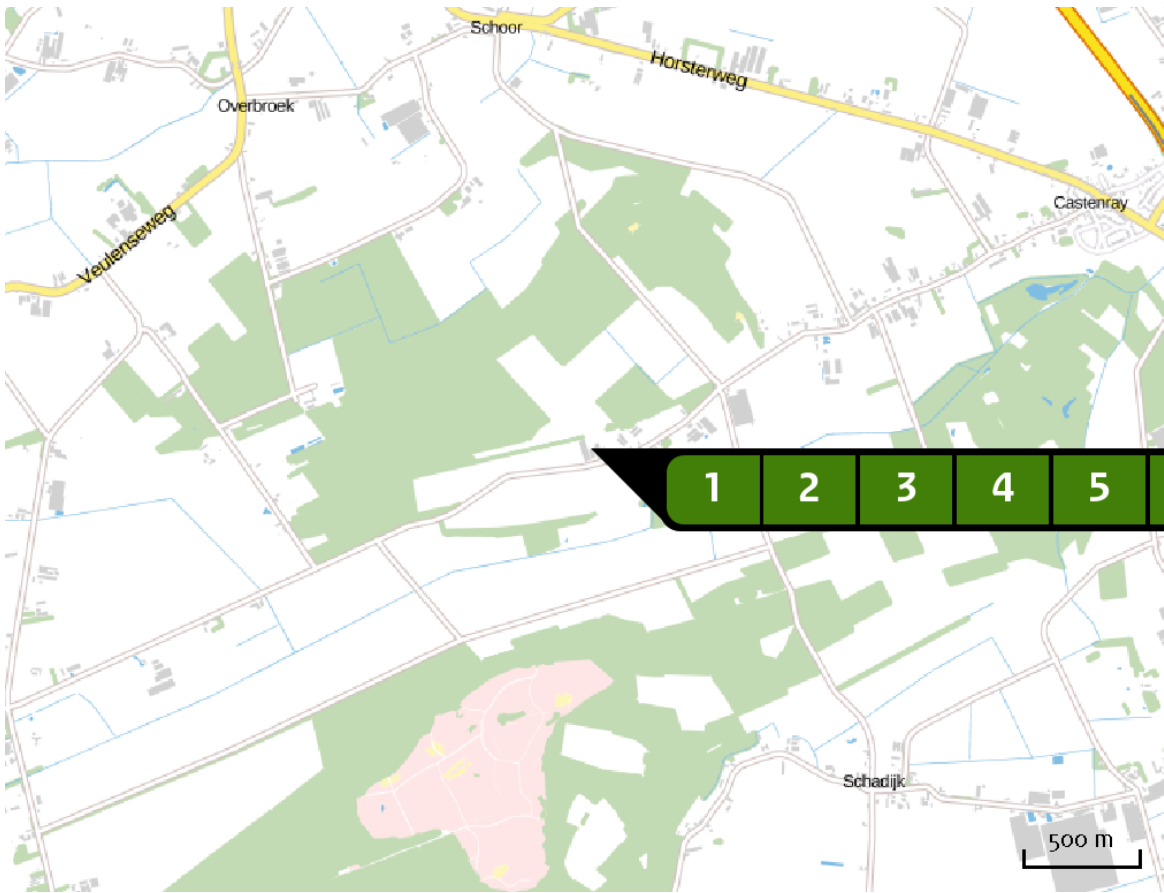 Schoor
Horsterweg
Overbroek
Castenray
Veulenseweg
1 2 3 4 5
Schadijk
500 m